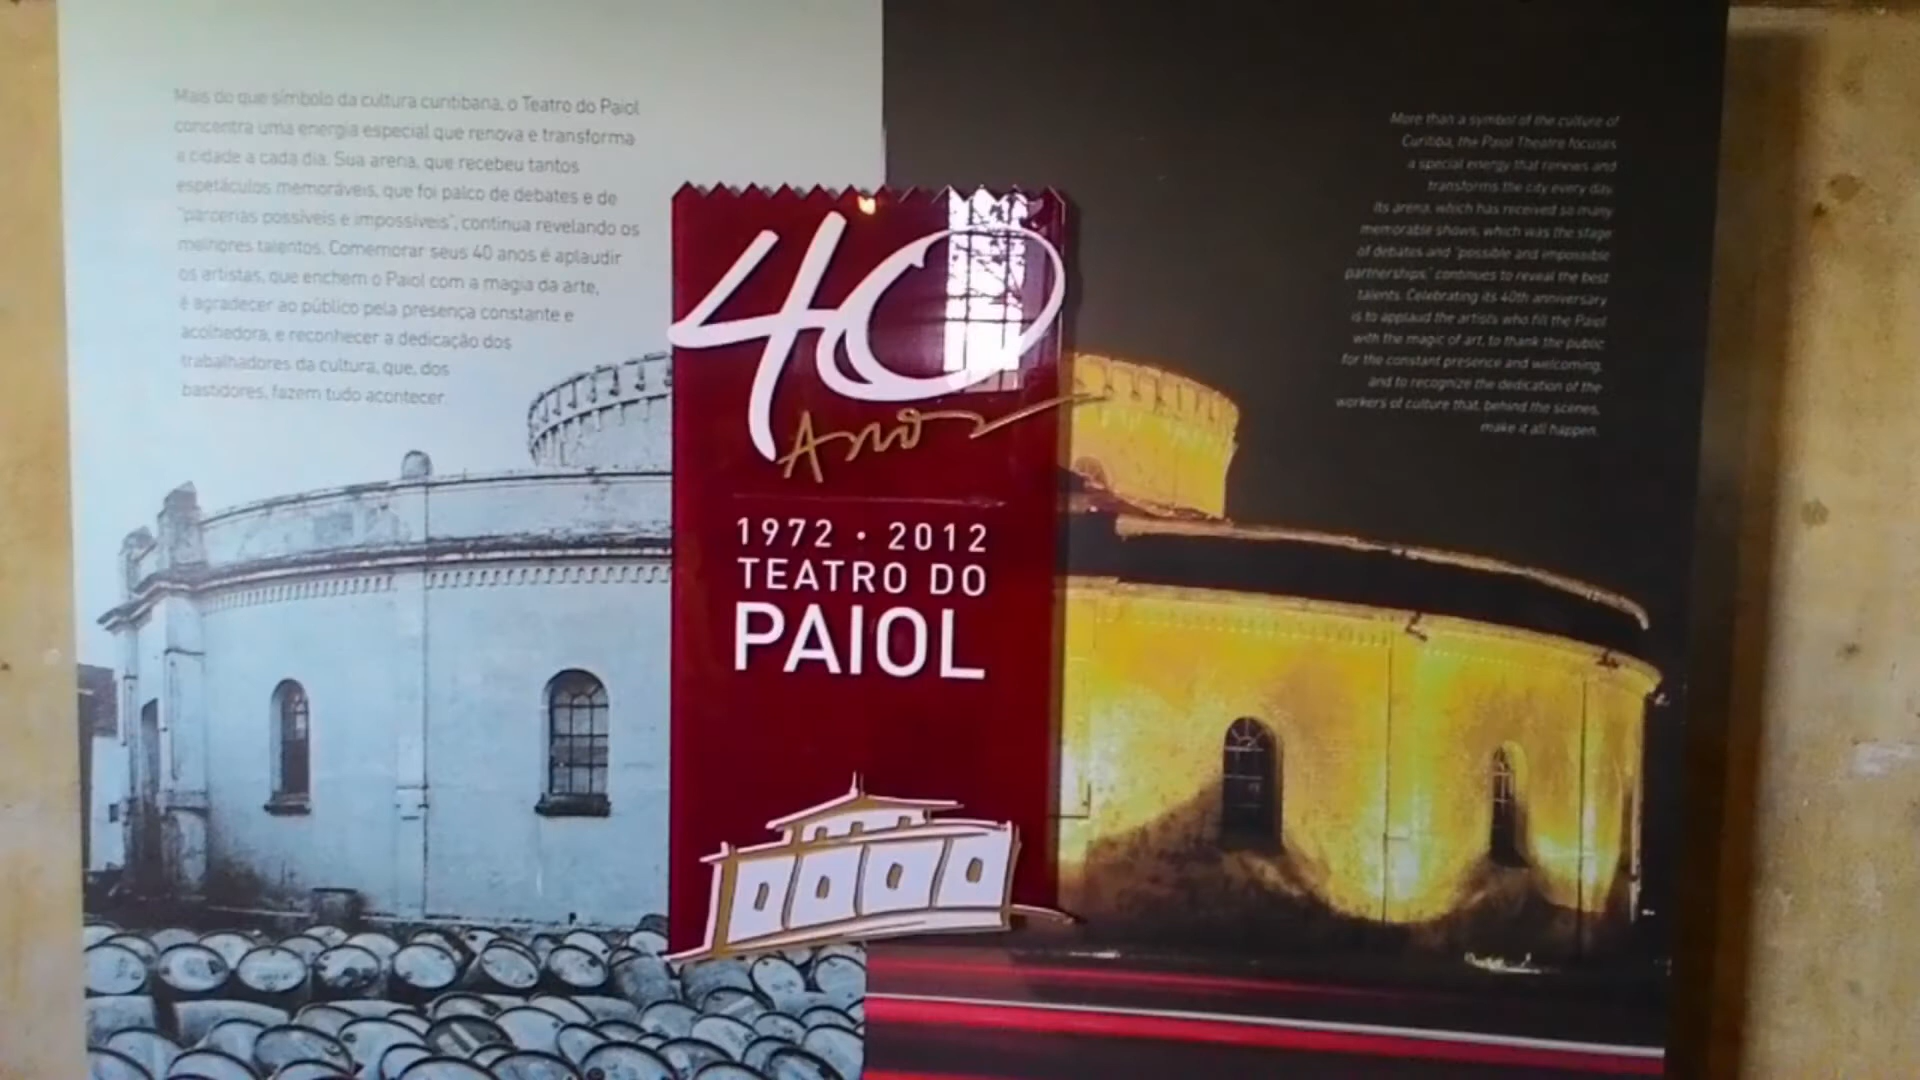 Mais do que símbolo da cultura curitibana, o Teatro do Paiol
concentra uma energia especial que renova e transforma
a cidade a cada dia. Sua arena, que recebeu tantos
espetáculos memoráveis, que foi palco de debates e de
"parcerias possíveis e impossíveis", continua revelando os
melhores talentos. Comemorar seus 40 anos é aplaudir
os artistas, que enchem o Paiol com a magia da arte,
é agradecer ao público pela presença constante e
acolhedora, e reconhecer a dedicação dos
trabalhadores da cultura, que, dos
bastidores, fazem tudo acontecer.
40
Anos
1972 • 2012
TEATRO DO
PAIOL
More than a symbol of the culture of
Curitiba, the Paiol Theatre focuses
a special energy that renews and
transforms the city every day.
Its arena, which has received so many
memorable shows, which was the stage
of debates and "possible and impossible
partnerships," continues to reveal the best
talents. Celebrating its 40th anniversary
is to applaud the artists who fill the Paiol
with the magic of art, to thank the public
for the constant presence and welcoming,
and to recognize the dedication of the
workers of culture that, behind the scenes,
make it all happen.